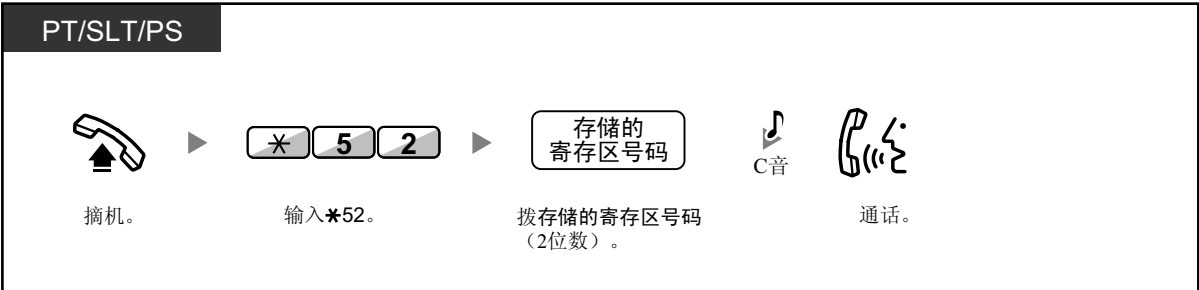 PT/SLT/PS
* 5 2
存储的
寄存区号码
C音
摘机。
输入*52。
拨存储的寄存区号码
（2位数）。
通话。